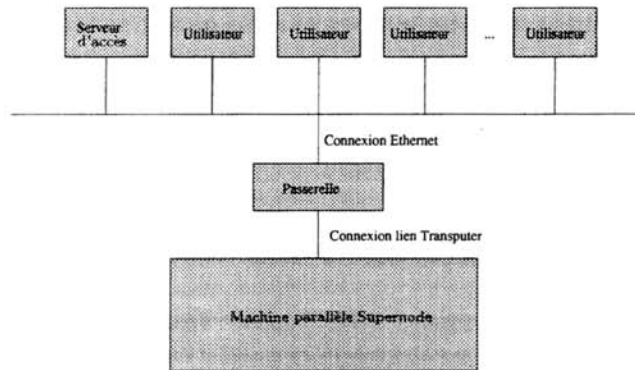 Serveur
d'accès
Utilisateur
Utilisateur
Utilisateur
...
Utilisateur
Connexion Ethernet
Passerelle
Connexion lien Transputer
Machine parallèle Supernode